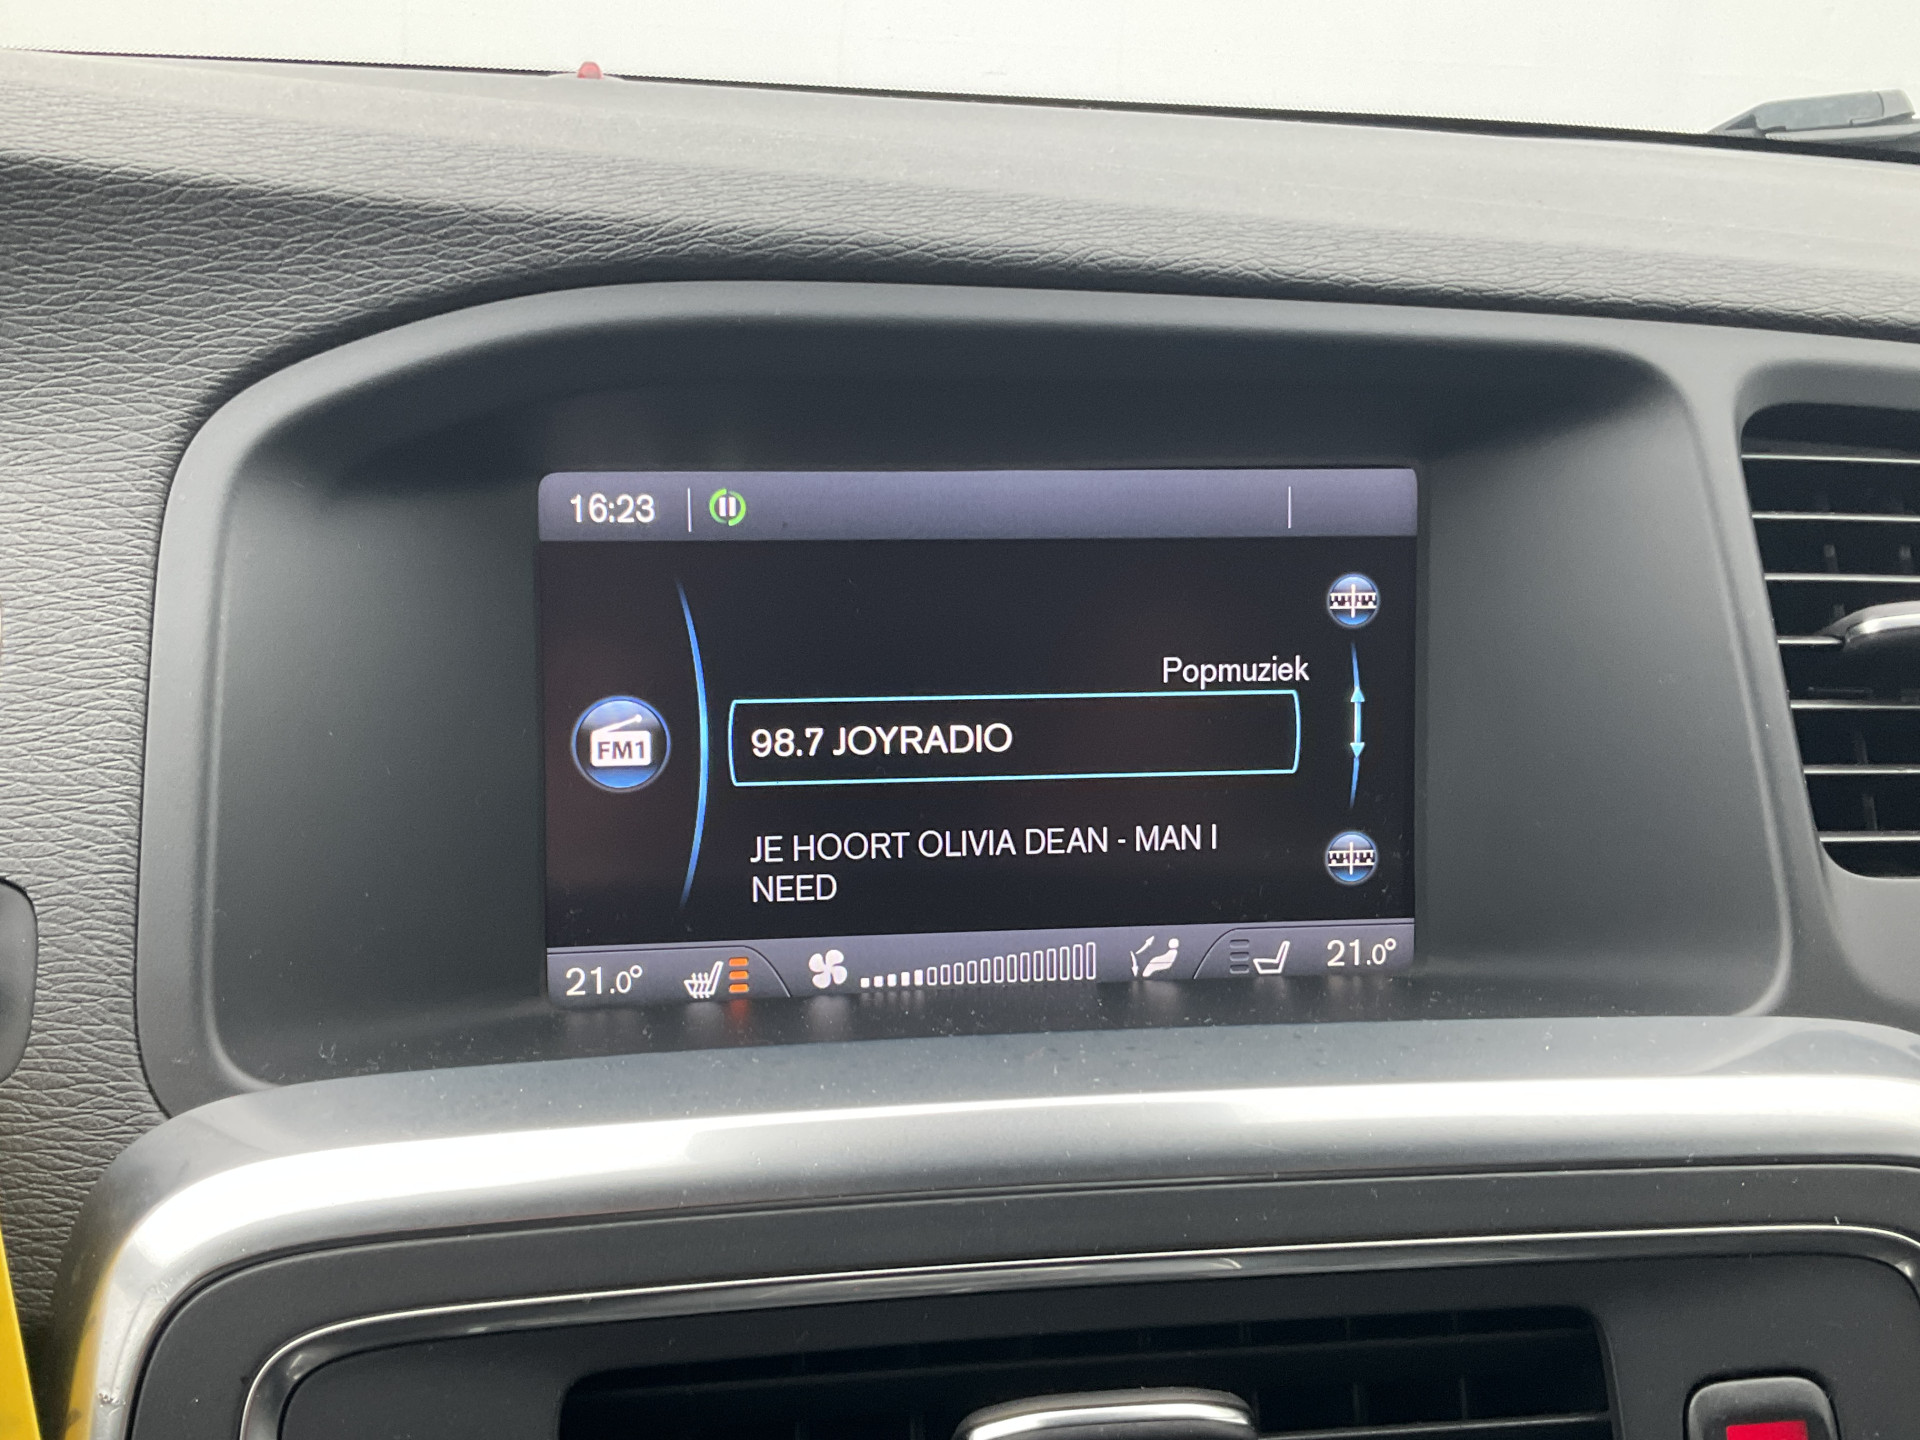 16:23
Popmuziek
FM1
98.7 JOYRADIO
JE HOORT OLIVIA DEAN - MAN I
NEED
21.0° 21.0°